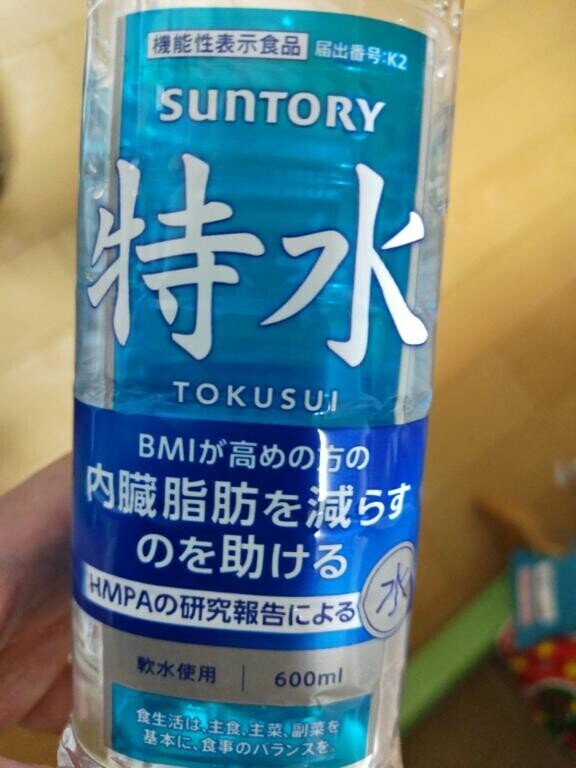 機能性表示食品 届出番号:K2
SUNTORY
特水
TOKUSUI
BMIが高めの方の
内臓脂肪を減らす
のを助ける
HMPAの研究報告による
水
軟水使用 | 600ml
食生活は、主食、主菜、副菜を
基本に、食事のバランスを。